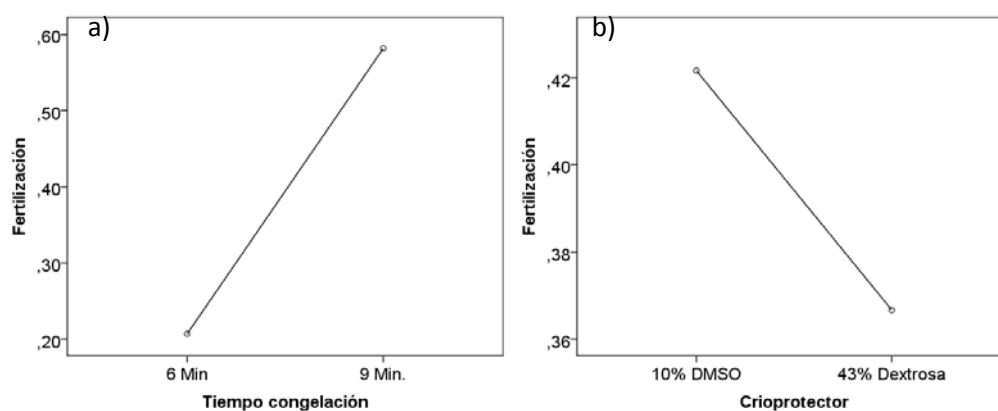 a)
,60
,50
,40
,30
,20
Fertilización
6 Min
9 Min.
Tiempo congelación
b)
,42
,40
,38
,36
Fertilización
10% DMSO
43% Dextrosa
Crioprotector